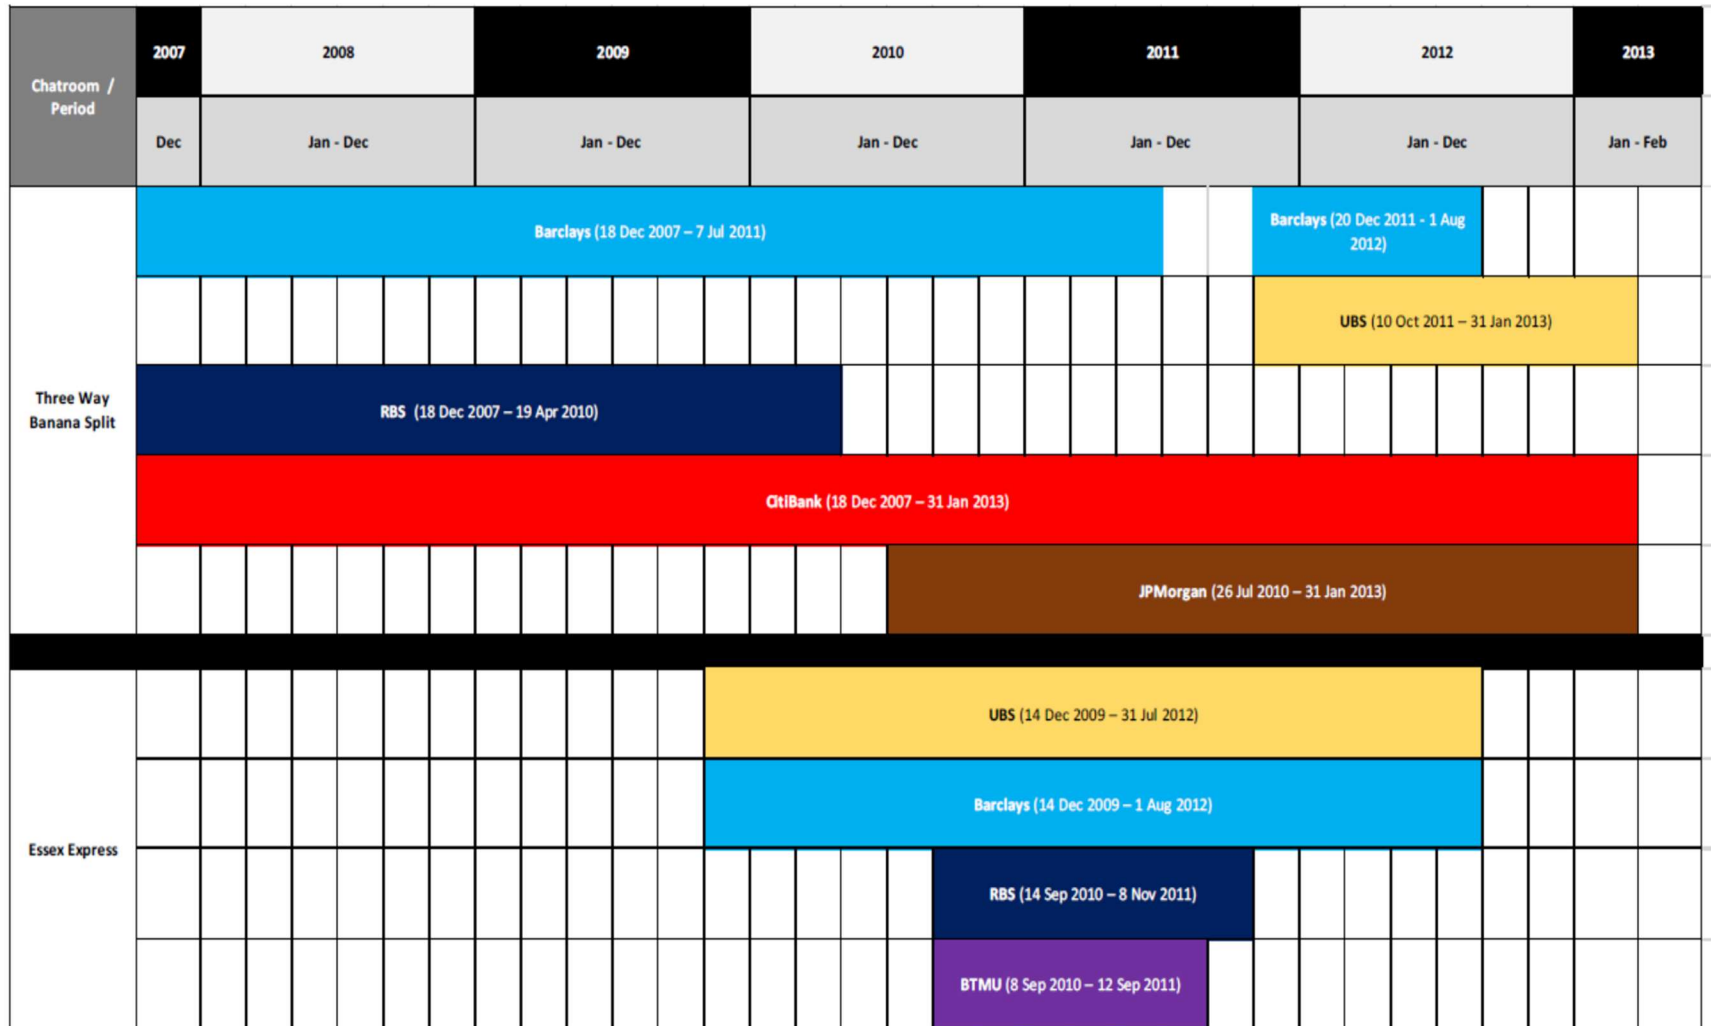 Chatroom /
Period
2007
2008
2009
2010
2011
2012
2013
Dec
Jan - Dec
Jan - Dec
Jan - Dec
Jan - Dec
Jan - Dec
Jan - Feb
Three Way
Banana Split
Barclays (18 Dec 2007 – 7 Jul 2011)
Barclays (20 Dec 2011 - 1 Aug
2012)
UBS (10 Oct 2011 – 31 Jan 2013)
RBS (18 Dec 2007 – 19 Apr 2010)
CitiBank (18 Dec 2007 – 31 Jan 2013)
JPMorgan (26 Jul 2010 – 31 Jan 2013)
Essex Express
UBS (14 Dec 2009 – 31 Jul 2012)
Barclays (14 Dec 2009 – 1 Aug 2012)
RBS (14 Sep 2010 – 8 Nov 2011)
BTMU (8 Sep 2010 – 12 Sep 2011)